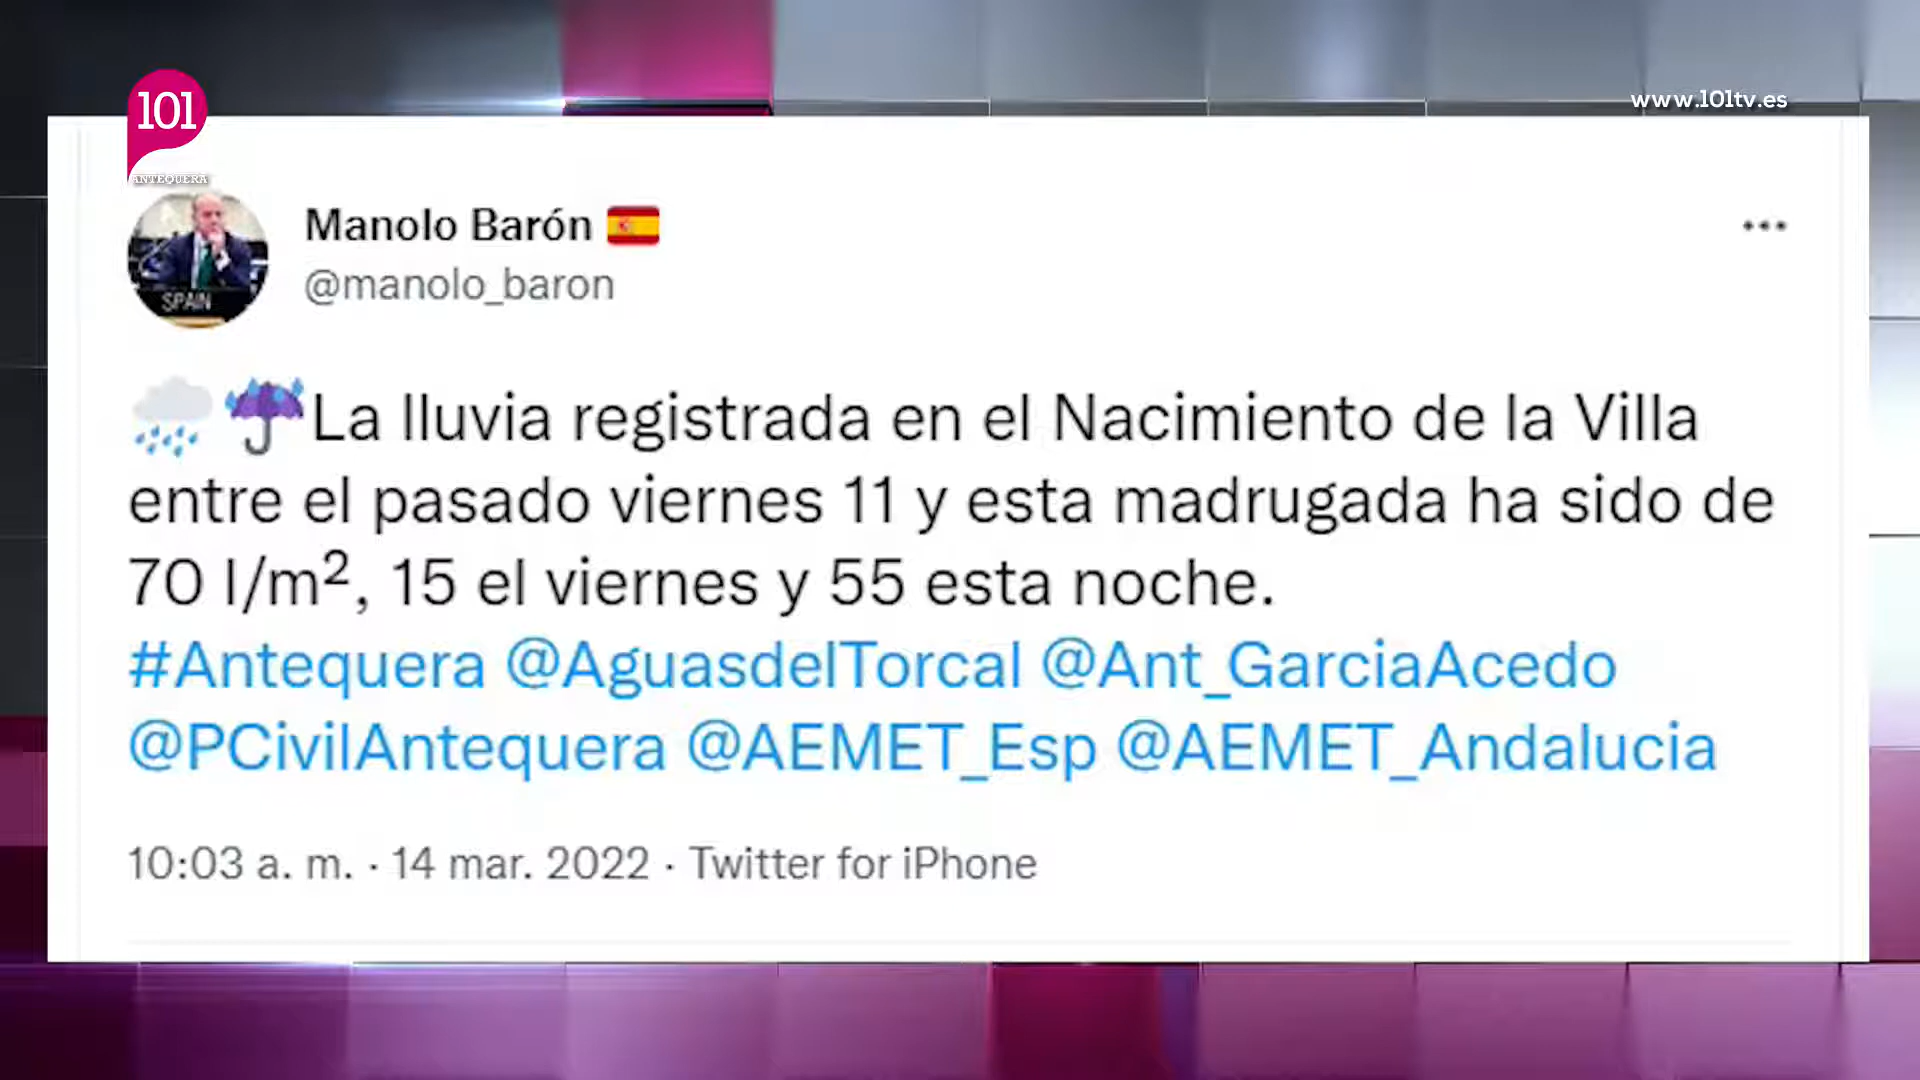 101
www.101tv.es
ANTEQUERA
Manolo Barón
@manolo_baron
SPAIN
La lluvia registrada en el Nacimiento de la Villa
entre el pasado viernes 11 y esta madrugada ha sido de
70 l/m², 15 el viernes y 55 esta noche.
#Antequera @AguasdelTorcal @Ant_GarciaAcedo
@PCivilAntequera @AEMET_Esp @AEMET_Andalucia
10:03 a. m. · 14 mar. 2022 · Twitter for iPhone